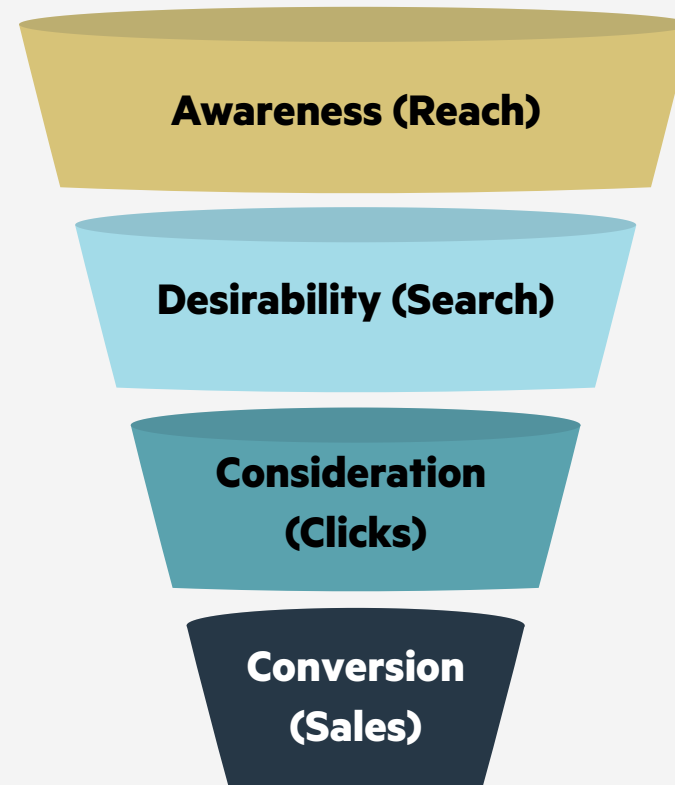 Awareness (Reach)
Desirability (Search)
Consideration
(Clicks)
Conversion
(Sales)